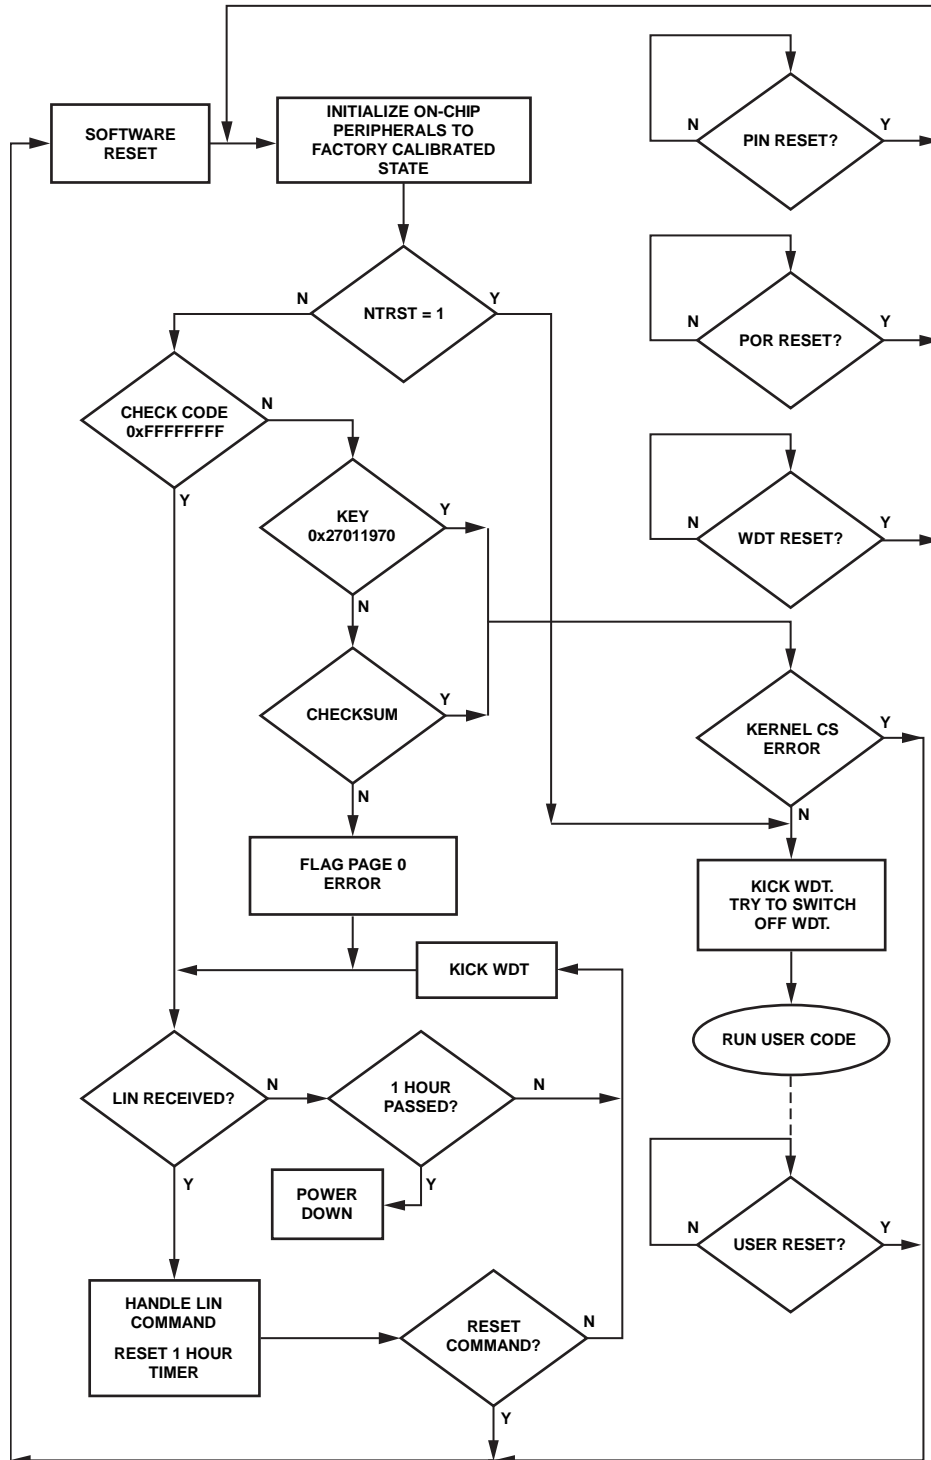 SOFTWARE
RESET
INITIALIZE ON-CHIP
PERIPHERALS TO
FACTORY CALIBRATED
STATE
N
PIN RESET?
Y
N
NTRST = 1
Y
N
POR RESET?
Y
CHECK CODE
0xFFFFFFFF
N
Y
KEY
0x27011970
Y
N
N
WDT RESET?
Y
CHECKSUM
Y
N
KERNEL CS
ERROR
Y
N
FLAG PAGE 0
ERROR
KICK WDT.
TRY TO SWITCH
OFF WDT.
KICK WDT
RUN USER CODE
LIN RECEIVED?
N
Y
1 HOUR
PASSED?
N
Y
POWER
DOWN
N
USER RESET?
Y
HANDLE LIN
COMMAND
RESET 1 HOUR
TIMER
RESET
COMMAND?
N
Y